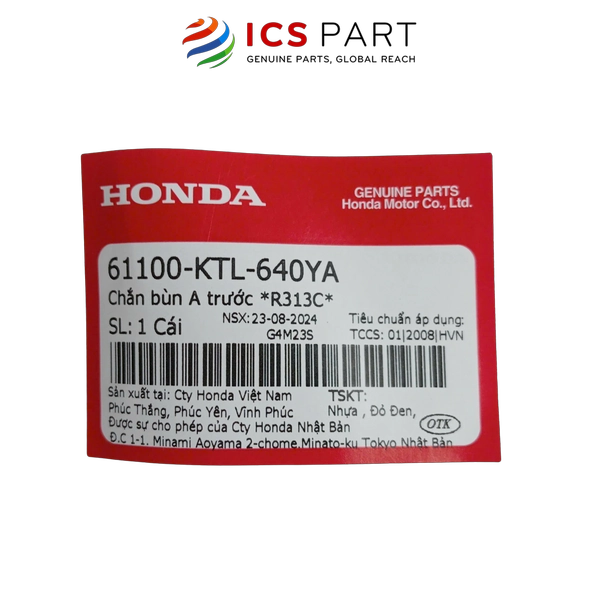 ICS PART
GENUINE PARTS, GLOBAL REACH
HONDA
GENUINE PARTS
Honda Motor Co., Ltd.
61100-KTL-640YA
Chắn bùn A trước *R313C*
SL: 1 Cái
NSX:23-08-2024
G4M23S
Tiêu chuẩn áp dụng:
TCCS: 01|2008|HVN
Sản xuất tại: Cty Honda Việt Nam
Phúc Thắng, Phúc Yên, Vĩnh Phúc
Được sự cho phép của Cty Honda Nhật Bản
Đ.C 1-1. Minami Aoyama 2-chome.Minato-ku Tokyo Nhật Bản
TSKT:
Nhựa , Đỏ Đen,
OTK